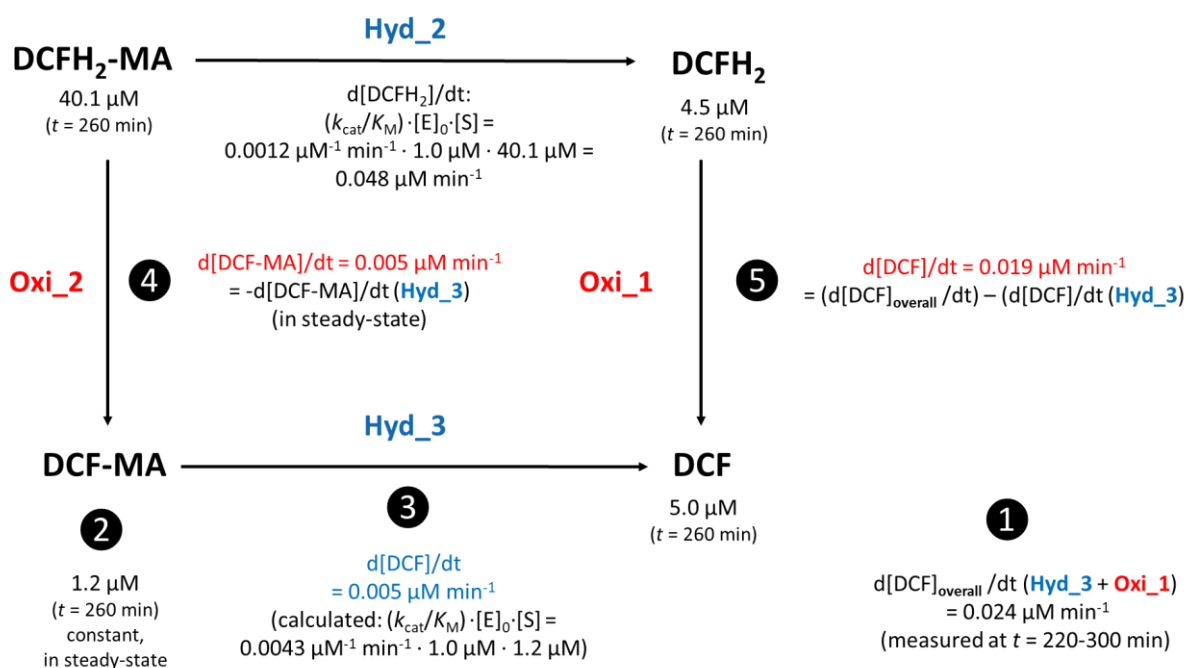 Hyd_2
DCFH₂-MA
DCFH₂
40.1 µM
(t = 260 min)
d[DCFH₂]/dt:
(k_cat/K_M)·[E]₀·[S] =
0.0012 µM⁻¹ min⁻¹ · 1.0 µM · 40.1 µM =
0.048 µM min⁻¹
4.5 µM
(t = 260 min)
Oxi_2
4
d[DCF-MA]/dt = 0.005 µM min⁻¹
= -d[DCF-MA]/dt (Hyd_3)
(in steady-state)
Oxi_1
5
d[DCF]/dt = 0.019 µM min⁻¹
= (d[DCF]overall /dt) – (d[DCF]/dt (Hyd_3)
Hyd_3
DCF-MA
DCF
2
1.2 µM
(t = 260 min)
constant,
in steady-state
3
d[DCF]/dt
= 0.005 µM min⁻¹
(calculated: (k_cat/K_M)·[E]₀·[S] =
0.0043 µM⁻¹ min⁻¹ · 1.0 µM · 1.2 µM)
5.0 µM
(t = 260 min)
1
d[DCF]overall /dt (Hyd_3 + Oxi_1)
= 0.024 µM min⁻¹
(measured at t = 220-300 min)